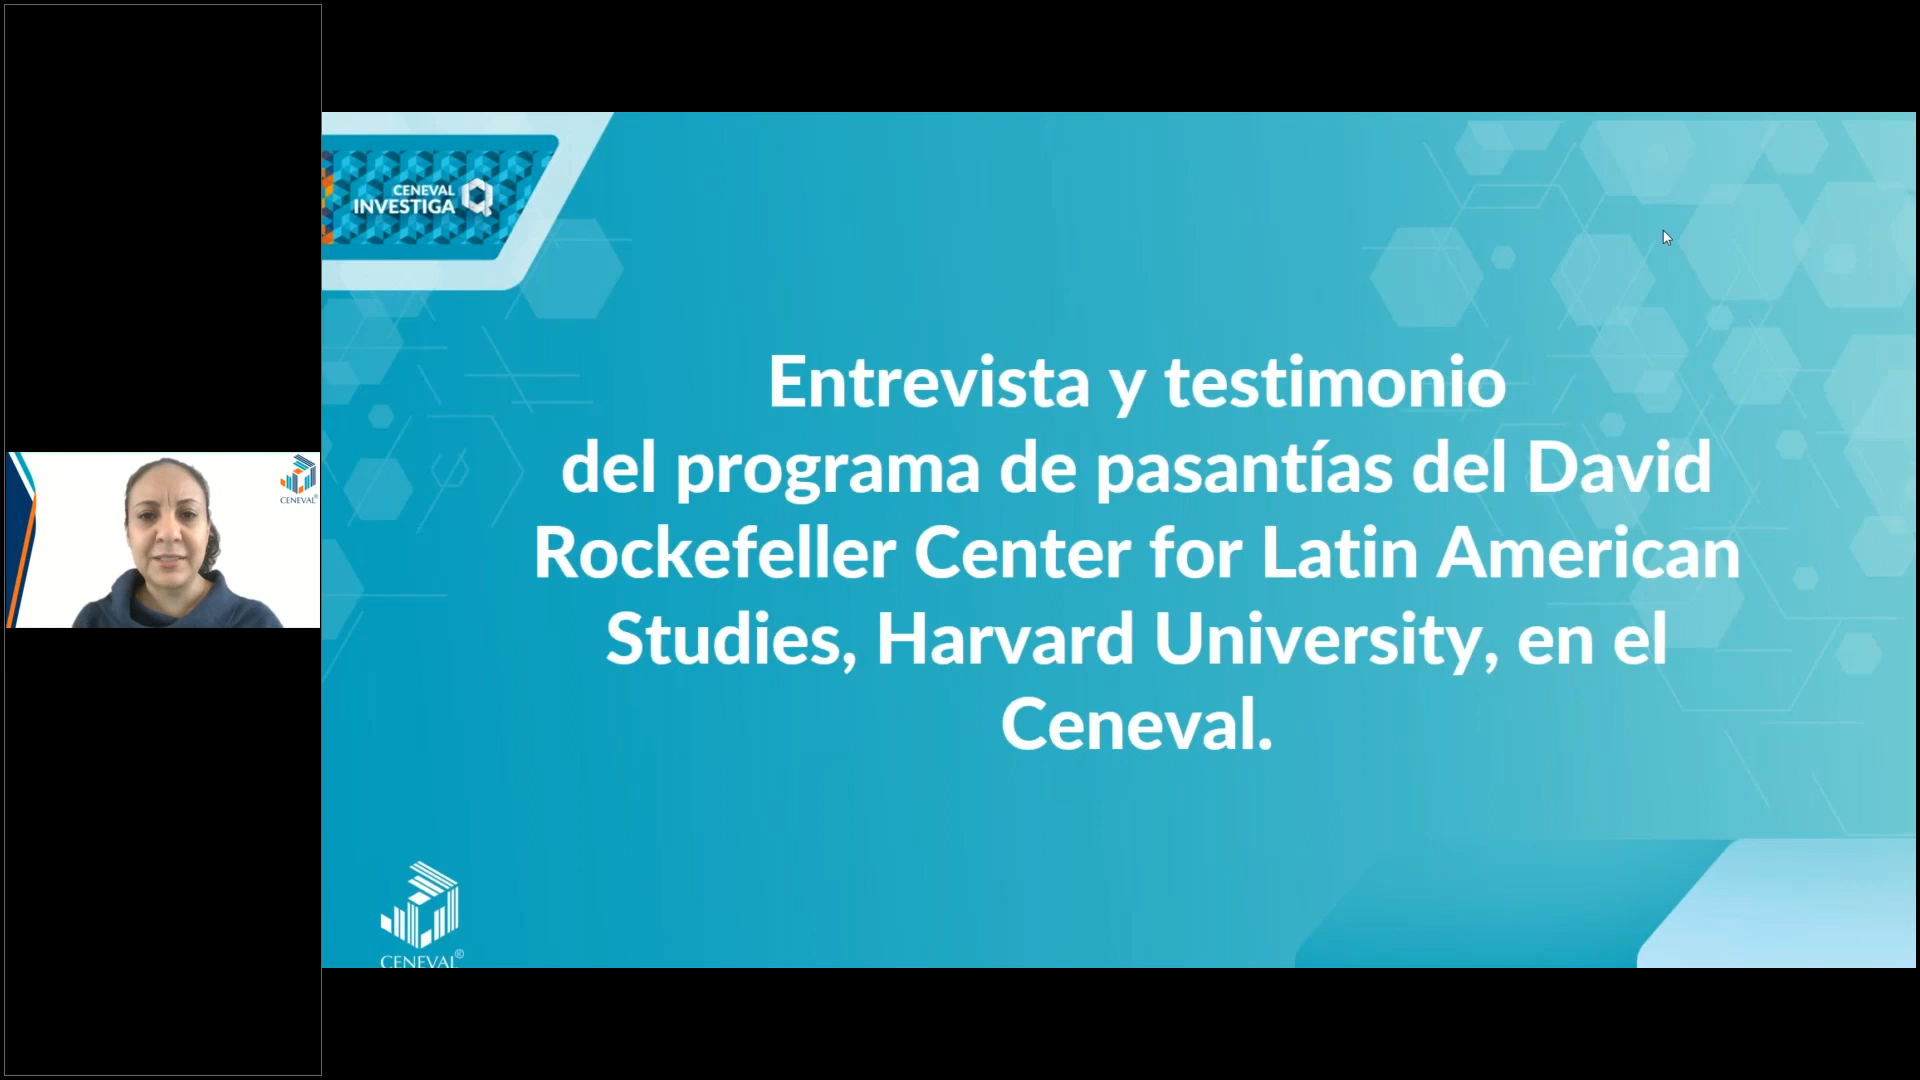 CENEVAL
INVESTIGA
Entrevista y testimonio
del programa de pasantías del David
Rockefeller Center for Latin American
Studies, Harvard University, en el
Ceneval.
CENEVAL®
CENEVAL®